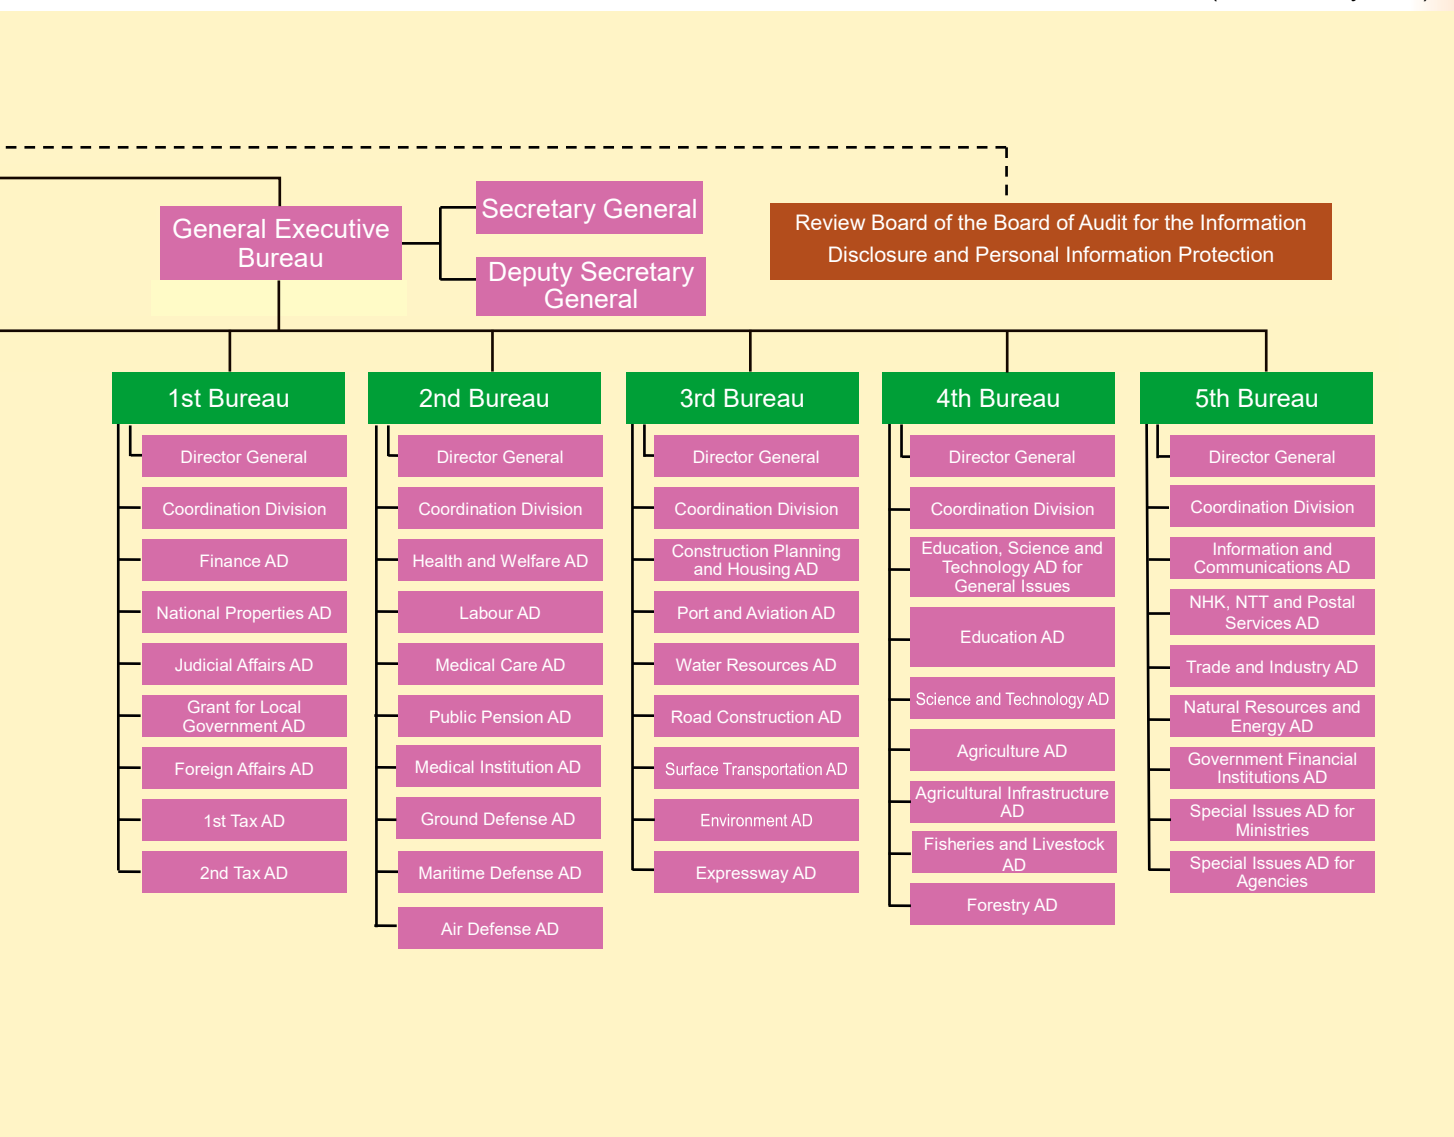 General Executive
Bureau
Secretary General
Deputy Secretary
General
Review Board of the Board of Audit for the Information
Disclosure and Personal Information Protection
1st Bureau
Director General
Coordination Division
Finance AD
National Properties AD
Judicial Affairs AD
Grant for Local
Government AD
Foreign Affairs AD
1st Tax AD
2nd Tax AD
2nd Bureau
Director General
Coordination Division
Health and Welfare AD
Labour AD
Medical Care AD
Public Pension AD
Medical Institution AD
Ground Defense AD
Maritime Defense AD
Air Defense AD
3rd Bureau
Director General
Coordination Division
Construction Planning
and Housing AD
Port and Aviation AD
Water Resources AD
Road Construction AD
Surface Transportation AD
Environment AD
Expressway AD
4th Bureau
Director General
Coordination Division
Education, Science and
Technology AD for
General Issues
Education AD
Science and Technology AD
Agriculture AD
Agricultural Infrastructure
AD
Fisheries and Livestock
AD
Forestry AD
5th Bureau
Director General
Coordination Division
Information and
Communications AD
NHK, NTT and Postal
Services AD
Trade and Industry AD
Natural Resources and
Energy AD
Government Financial
Institutions AD
Special Issues AD for
Ministries
Special Issues AD for
Agencies